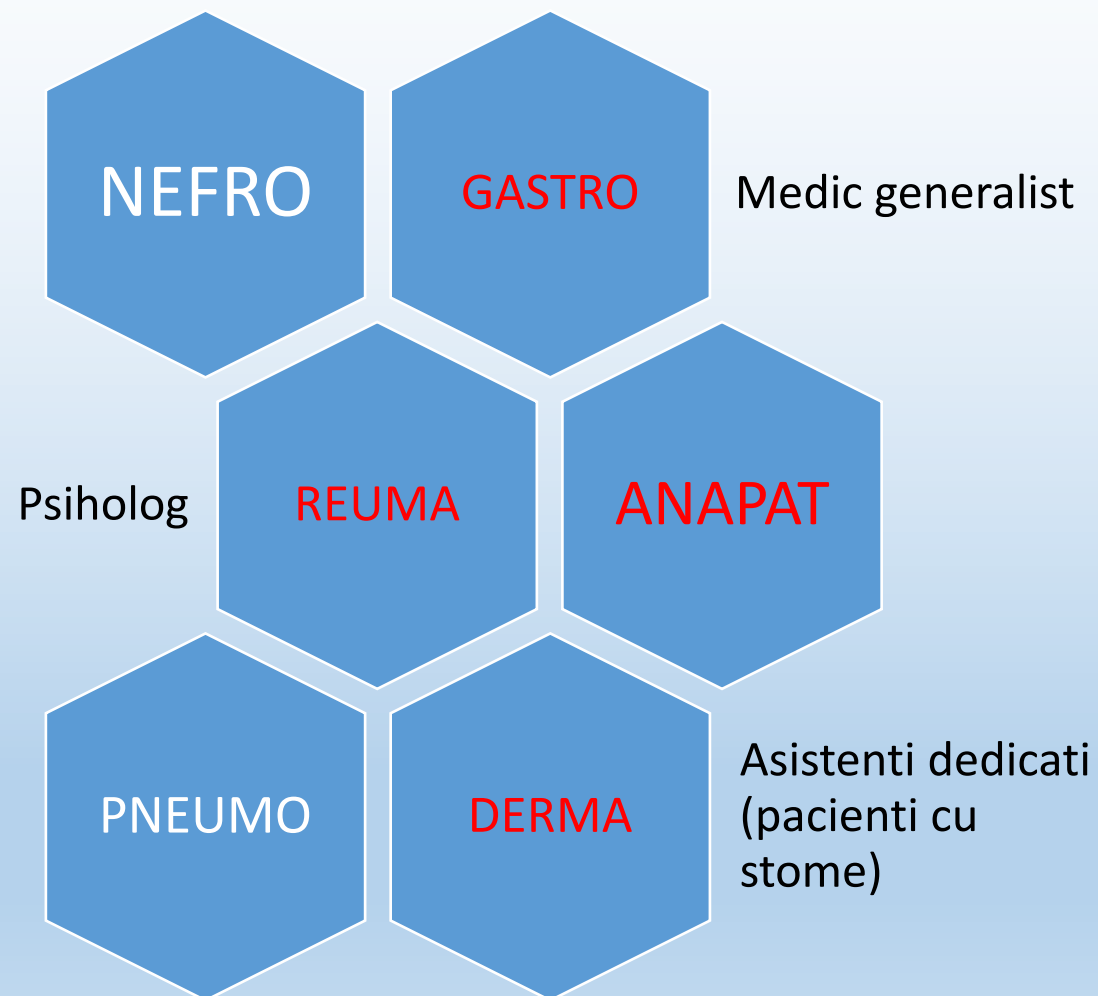 NEFRO
GASTRO
Medic generalist
Psiholog
REUMA
ANAPAT
PNEUMO
DERMA
Asistenti dedicati
(pacienti cu
stome)